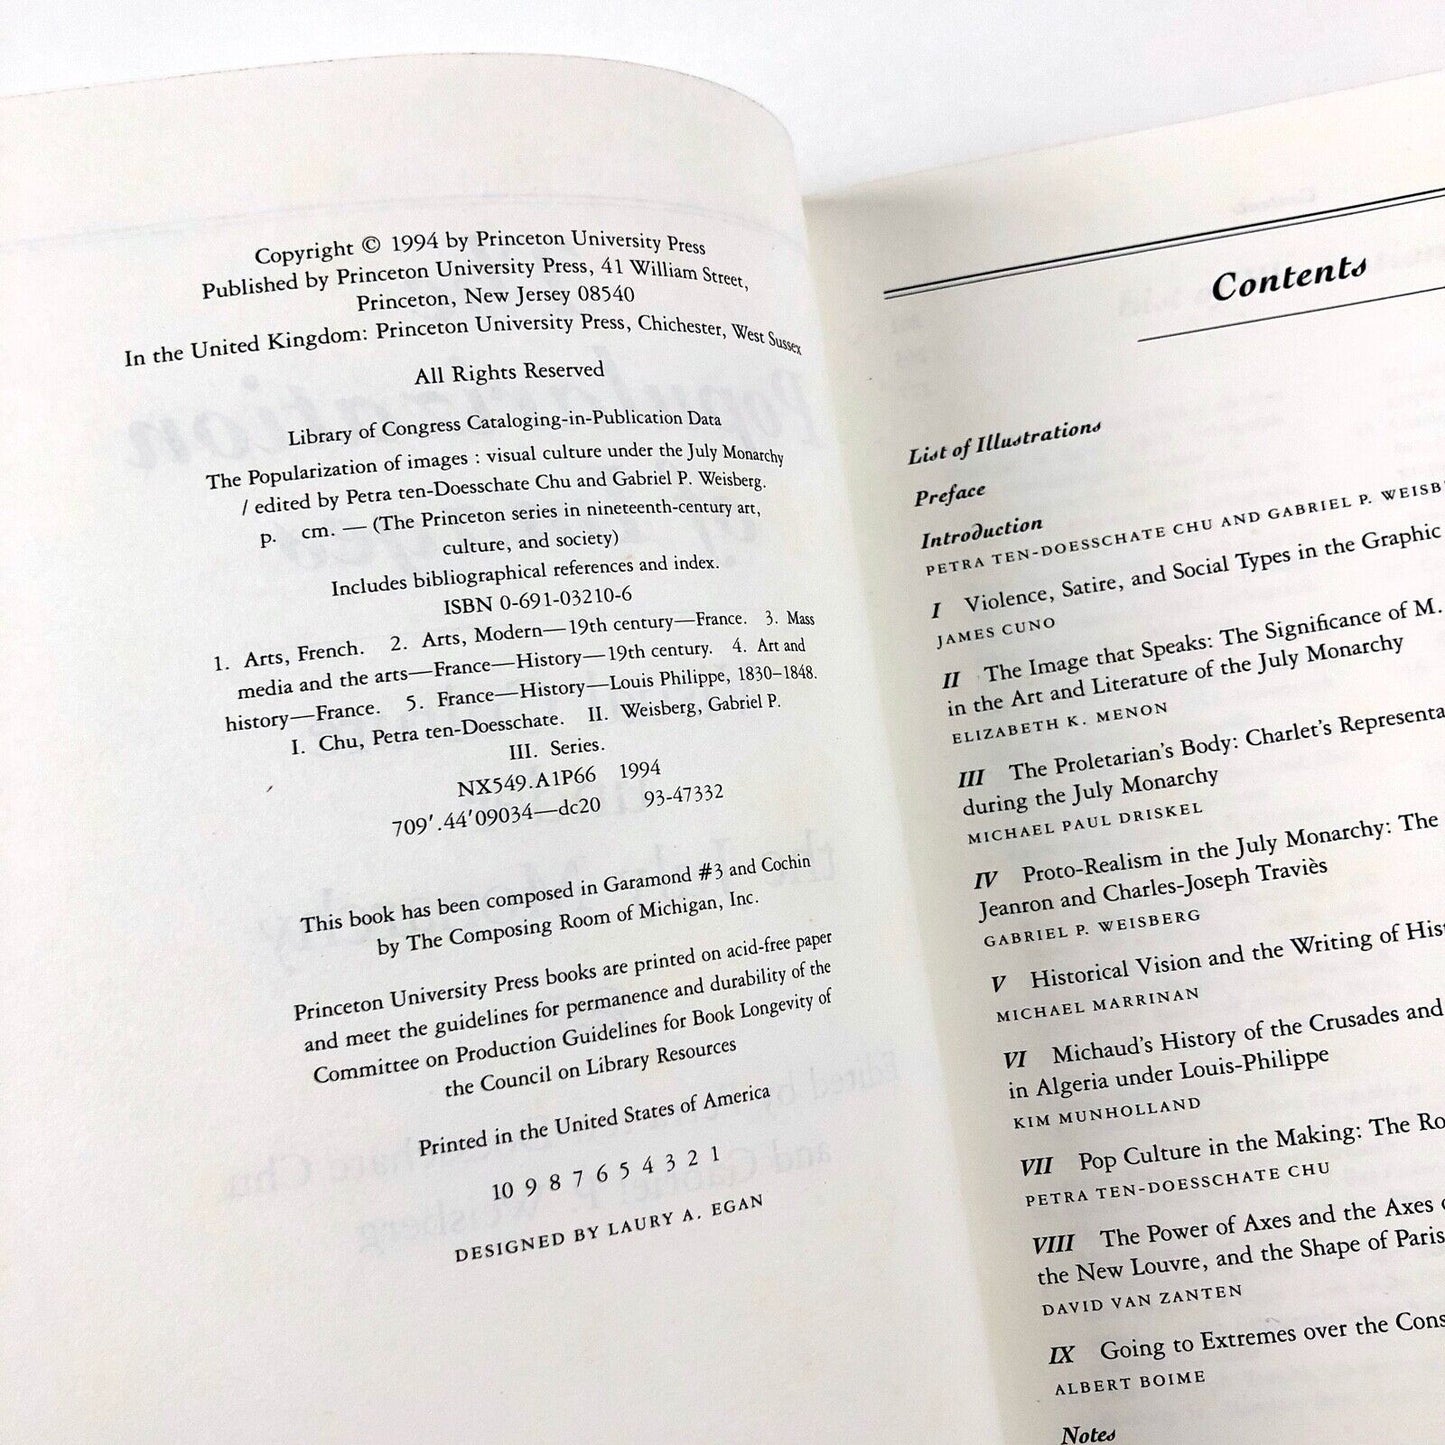 Copyright © 1994 by Princeton University Press
Published by Princeton University Press, 41 William Street,
Princeton, New Jersey 08540
In the United Kingdom: Princeton University Press, Chichester, West Sussex
All Rights Reserved
Library of Congress Cataloging-in-Publication Data
The Popularization of images : visual culture under the July Monarchy
/ edited by Petra ten-Doesschate Chu and Gabriel P. Weisberg.
p. cm. — (The Princeton series in nineteenth-century art,
culture, and society)
Includes bibliographical references and index.
ISBN 0-691-03210-6
1. Arts, French. 2. Arts, Modern—19th century—France. 3. Mass
media and the arts—France—History—19th century. 4. Art and
history—France. 5. France—History—Louis Philippe, 1830–1848.
I. Chu, Petra ten-Doesschate. II. Weisberg, Gabriel P.
III. Series.
NX549.A1P66 1994
709′.44′09034—dc20 93-47332
This book has been composed in Garamond #3 and Cochin
by The Composing Room of Michigan, Inc.
Princeton University Press books are printed on acid-free paper
and meet the guidelines for permanence and durability of the
Committee on Production Guidelines for Book Longevity of
the Council on Library Resources
Printed in the United States of America
10 9 8 7 6 5 4 3 2 1
DESIGNED BY LAURY A. EGAN
Contents
List of Illustrations
Preface
Introduction
PETRA TEN-DOESSCHATE CHU AND GABRIEL P. WEISB
I Violence, Satire, and Social Types in the Graphic
JAMES CUNO
II The Image that Speaks: The Significance of M.
in the Art and Literature of the July Monarchy
ELIZABETH K. MENON
III The Proletarian's Body: Charlet's Representa
during the July Monarchy
MICHAEL PAUL DRISKEL
IV Proto-Realism in the July Monarchy: The
Jeanron and Charles-Joseph Traviès
GABRIEL P. WEISBERG
V Historical Vision and the Writing of Hist
MICHAEL MARRINAN
VI Michaud's History of the Crusades and
in Algeria under Louis-Philippe
KIM MUNHOLLAND
VII Pop Culture in the Making: The Ro
PETRA TEN-DOESSCHATE CHU
VIII The Power of Axes and the Axes
the New Louvre, and the Shape of Paris
DAVID VAN ZANTEN
IX Going to Extremes over the Cons
ALBERT BOIME
Notes